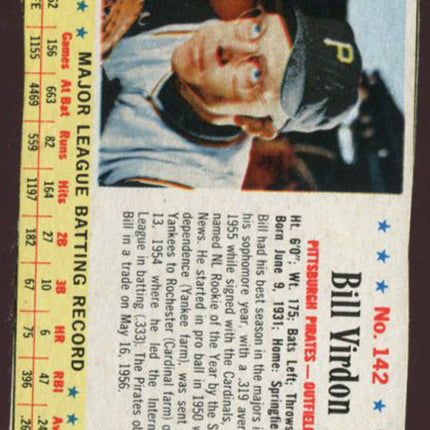 P
No. 142
Bill Virdon
PITTSBURGH PIRATES—OUTFIEL
Ht. 6'0"; Wt. 175; Bats Left; Throws
Born June 9, 1931; Home: Springfie
Bill had his best season in the majors i
his sophomore year, with a .319 aver
1955 while signed with the Cardinals,
named NL Rookie of the Year by the S
News. He started in pro ball in 1950 w
dependence (Yankee farm), was sent
Yankees to Rochester (Cardinal farm) o
13, 1954 where he led the Intern
League in batting (.333). The Pirates o
Bill in a trade on May 16, 1956.
MAJOR LEAGUE BATTING RECORD
Games At Bat Runs Hits 2B 3B HR RBI
62 156 663 82 164 27 10 6 47 .24
E 1155 4469 559 1197 182 67 75 396 .26